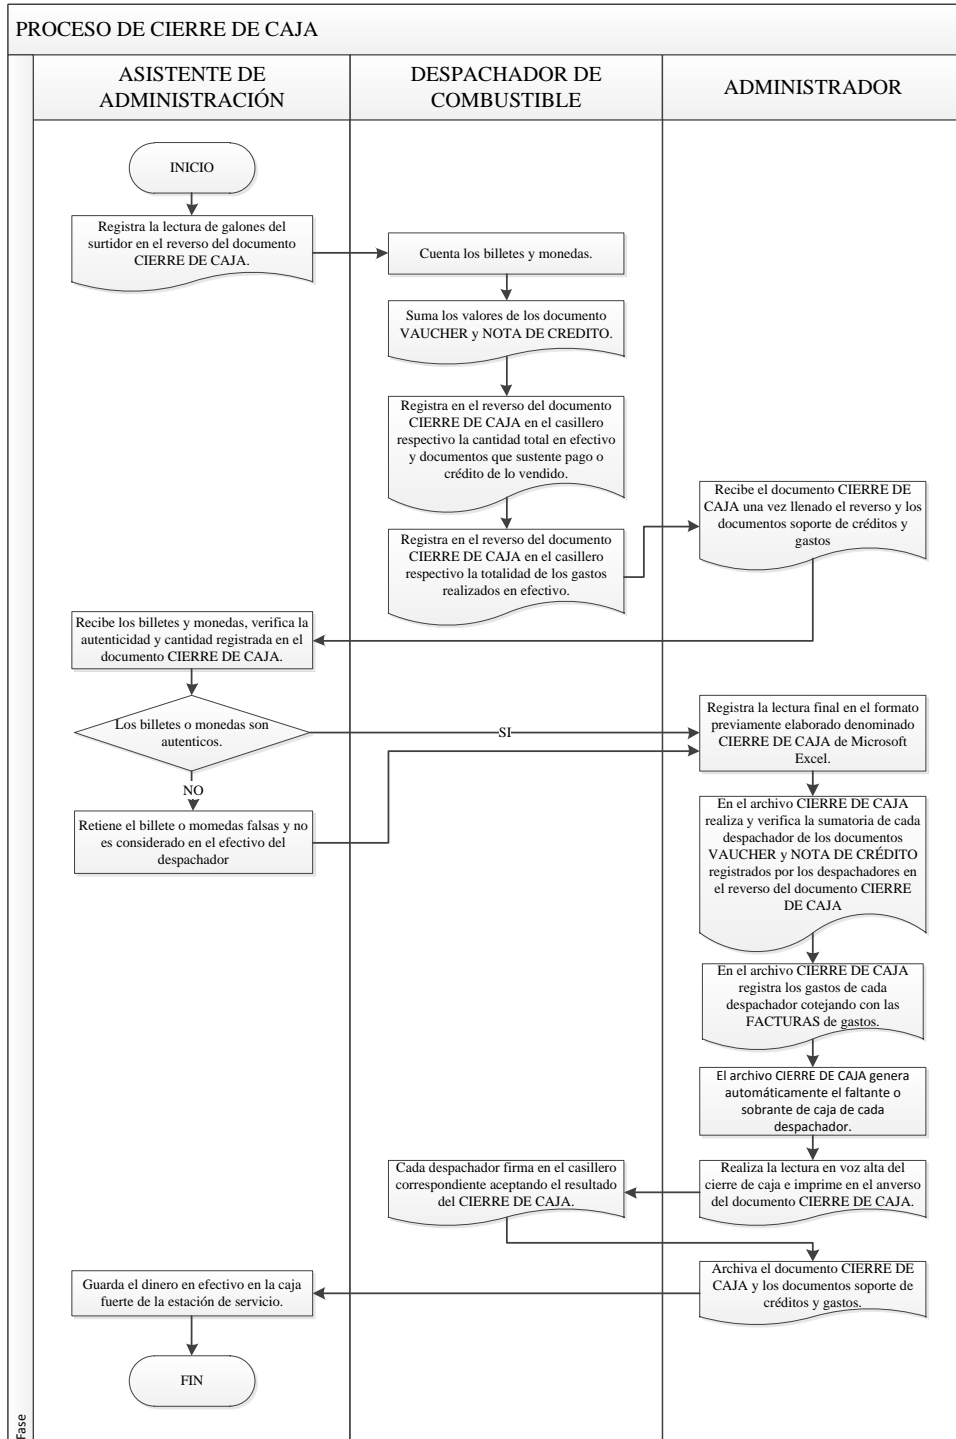 PROCESO DE CIERRE DE CAJA
ASISTENTE DE
ADMINISTRACIÓN
DESPACHADOR DE
COMBUSTIBLE
ADMINISTRADOR
INICIO
Registra la lectura de galones del
surtidor en el reverso del documento
CIERRE DE CAJA.
Cuenta los billetes y monedas.
Suma los valores de los documento
VAUCHER y NOTA DE CREDITO.
Registra en el reverso del documento
CIERRE DE CAJA en el casillero
respectivo la cantidad total en efectivo
y documentos que sustente pago o
crédito de lo vendido.
Registra en el reverso del documento
CIERRE DE CAJA en el casillero
respectivo la totalidad de los gastos
realizados en efectivo.
Recibe el documento CIERRE DE
CAJA una vez llenado el reverso y los
documentos soporte de créditos y
gastos
Recibe los billetes y monedas, verifica la
autenticidad y cantidad registrada en el
documento CIERRE DE CAJA.
Los billetes o monedas son
autenticos.
SI
NO
Retiene el billete o momedas falsas y no
es considerado en el efectivo del
despachador
Registra la lectura final en el formato
previamente elaborado denominado
CIERRE DE CAJA de Microsoft
Excel.
En el archivo CIERRE DE CAJA
realiza y verifica la sumatoria de cada
despachador de los documentos
VAUCHER y NOTA DE CRÉDITO
registrados por los despachadores en
el reverso del documento CIERRE
DE CAJA
En el archivo CIERRE DE CAJA
registra los gastos de cada
despachador cotejando con las
FACTURAS de gastos.
El archivo CIERRE DE CAJA genera
automáticamente el faltante o
sobrante de caja de cada
despachador.
Realiza la lectura en voz alta del
cierre de caja e imprime en el anverso
del documento CIERRE DE CAJA.
Cada despachador firma en el casillero
correspondiente aceptando el resultado
del CIERRE DE CAJA.
Archiva el documento CIERRE DE
CAJA y los documentos soporte de
créditos y gastos.
Guarda el dinero en efectivo en la caja
fuerte de la estación de servicio.
FIN
Fase